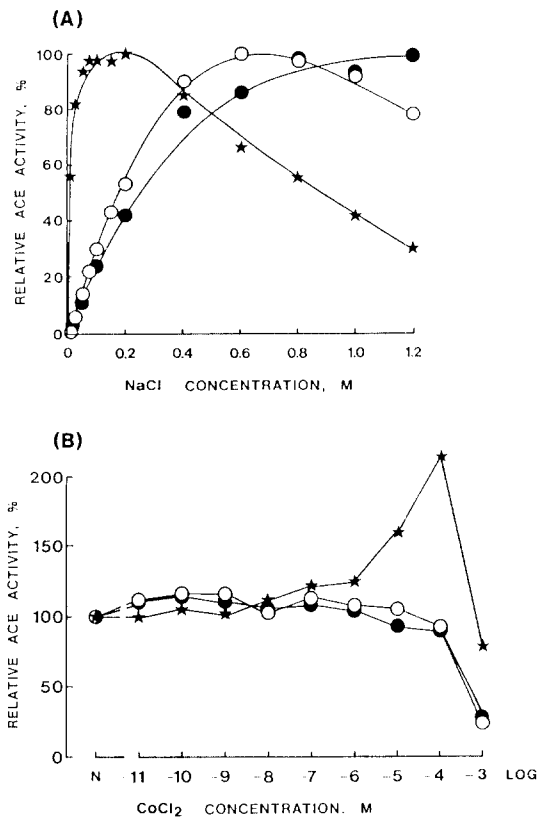 (A)
RELATIVE ACE ACTIVITY, %
100
80
60
40
20
0
0 0.2 0.4 0.6 0.8 1.0 1.2
NaCl CONCENTRATION, M
(B)
RELATIVE ACE ACTIVITY, %
200
150
100
50
0
N -11 -10 -9 -8 -7 -6 -5 -4 -3 LOG
CoCl2 CONCENTRATION. M